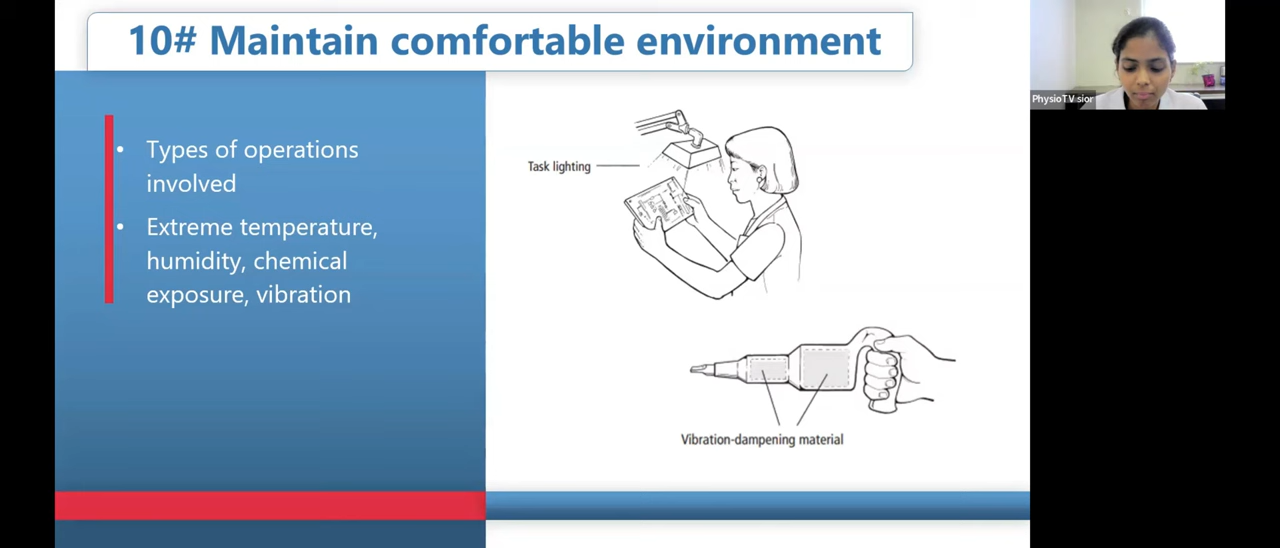 10# Maintain comfortable environment
• Types of operations
involved
• Extreme temperature,
humidity, chemical
exposure, vibration
Task lighting
Vibration-dampening material
PhysioTV sior